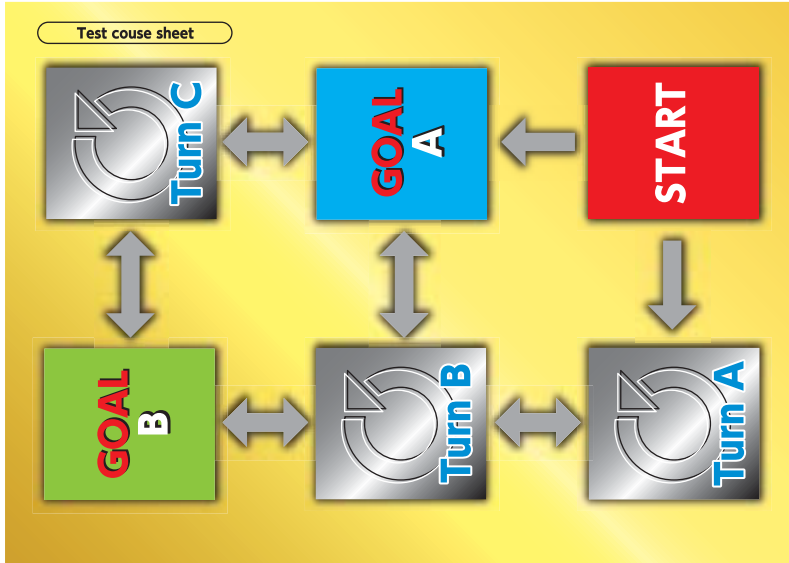 Test couse sheet
Turn C
GOAL
A
START
GOAL
B
Turn B
Turn A